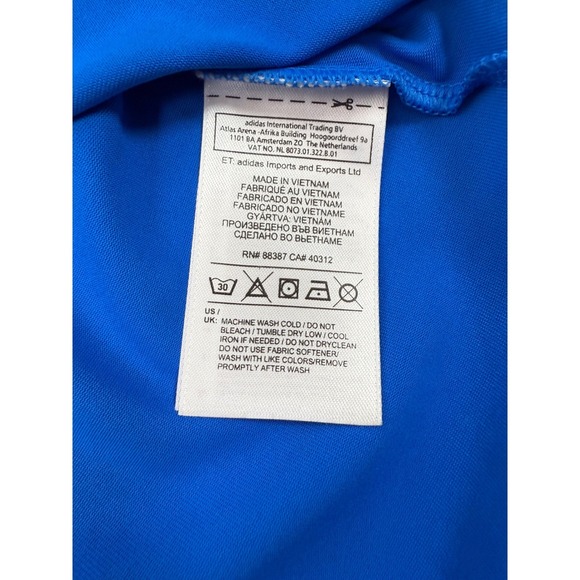 adidas International Trading BV
Atlas Arena -Afrika Building Hoogoorddreef 9a
1101 BA Amsterdam ZO The Netherlands
VAT NO. NL 8073.01.322.B.01
ET: adidas Imports and Exports Ltd
MADE IN VIETNAM
FABRIQUÉ AU VIETNAM
FABRICADO EN VIETNAM
FABRICADO NO VIETNAME
GYÁRTVA: VIETNAM
ПРОИЗВЕДЕНО ВЪВ ВИЕТНАМ
СДЕЛАНО ВО ВЬЕТНАМЕ
RN# 88387 CA# 40312
30
US /
UK: MACHINE WASH COLD / DO NOT
BLEACH / TUMBLE DRY LOW / COOL
IRON IF NEEDED / DO NOT DRYCLEAN
DO NOT USE FABRIC SOFTENER/
WASH WITH LIKE COLORS/REMOVE
PROMPTLY AFTER WASH